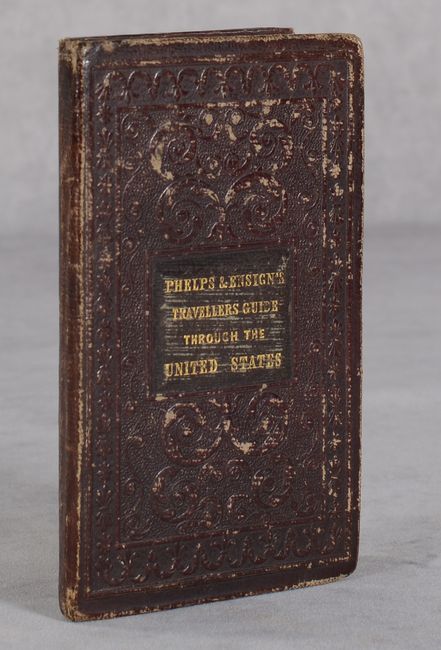 PHELPS & ENSIGN'S
TRAVELLERS GUIDE
THROUGH THE
UNITED STATES